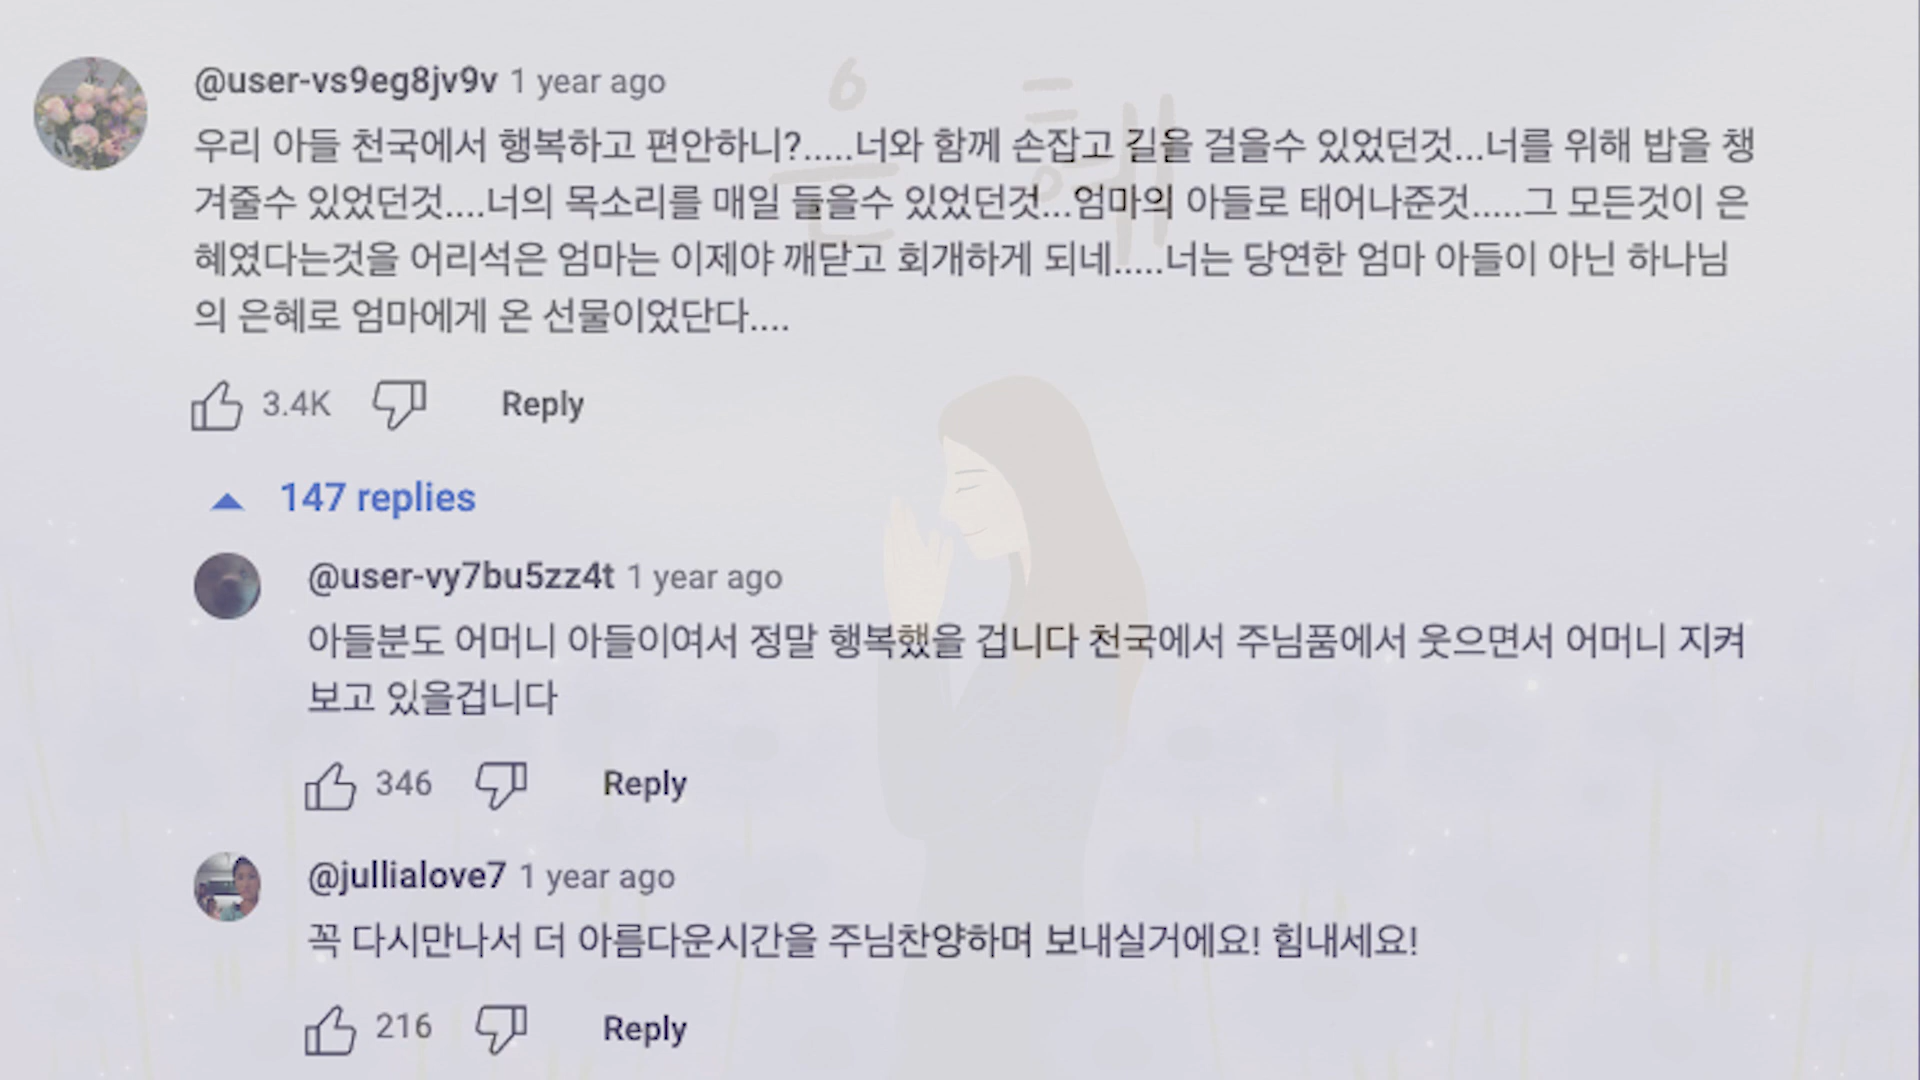 은혜
@user-vs9eg8jv9v 1 year ago
우리 아들 천국에서 행복하고 편안하니?.....너와 함께 손잡고 길을 걸을수 있었던것...너를 위해 밥을 챙
겨줄수 있었던것....너의 목소리를 매일 들을수 있었던것...엄마의 아들로 태어나준것.....그 모든것이 은
혜였다는것을 어리석은 엄마는 이제야 깨닫고 회개하게 되네.....너는 당연한 엄마 아들이 아닌 하나님
의 은혜로 엄마에게 온 선물이었단다....
3.4K Reply
147 replies
@user-vy7bu5zz4t 1 year ago
아들분도 어머니 아들이여서 정말 행복했을 겁니다 천국에서 주님품에서 웃으면서 어머니 지켜
보고 있을겁니다
346 Reply
@jullialove7 1 year ago
꼭 다시만나서 더 아름다운시간을 주님찬양하며 보내실거에요! 힘내세요!
216 Reply